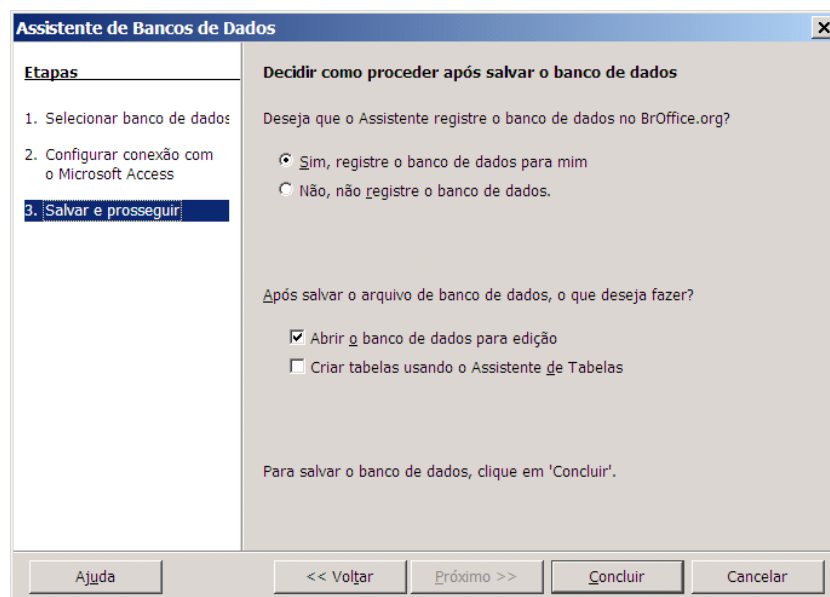 Assistente de Bancos de Dados
Etapas
1. Selecionar banco de dados
2. Configurar conexão com
o Microsoft Access
3. Salvar e prosseguir
Decidir como proceder após salvar o banco de dados
Deseja que o Assistente registre o banco de dados no BrOffice.org?
Sim, registre o banco de dados para mim
Não, não registre o banco de dados.
Após salvar o arquivo de banco de dados, o que deseja fazer?
Abrir o banco de dados para edição
Criar tabelas usando o Assistente de Tabelas
Para salvar o banco de dados, clique em 'Concluir'.
Ajuda
<< Voltar
Próximo >>
Concluir
Cancelar